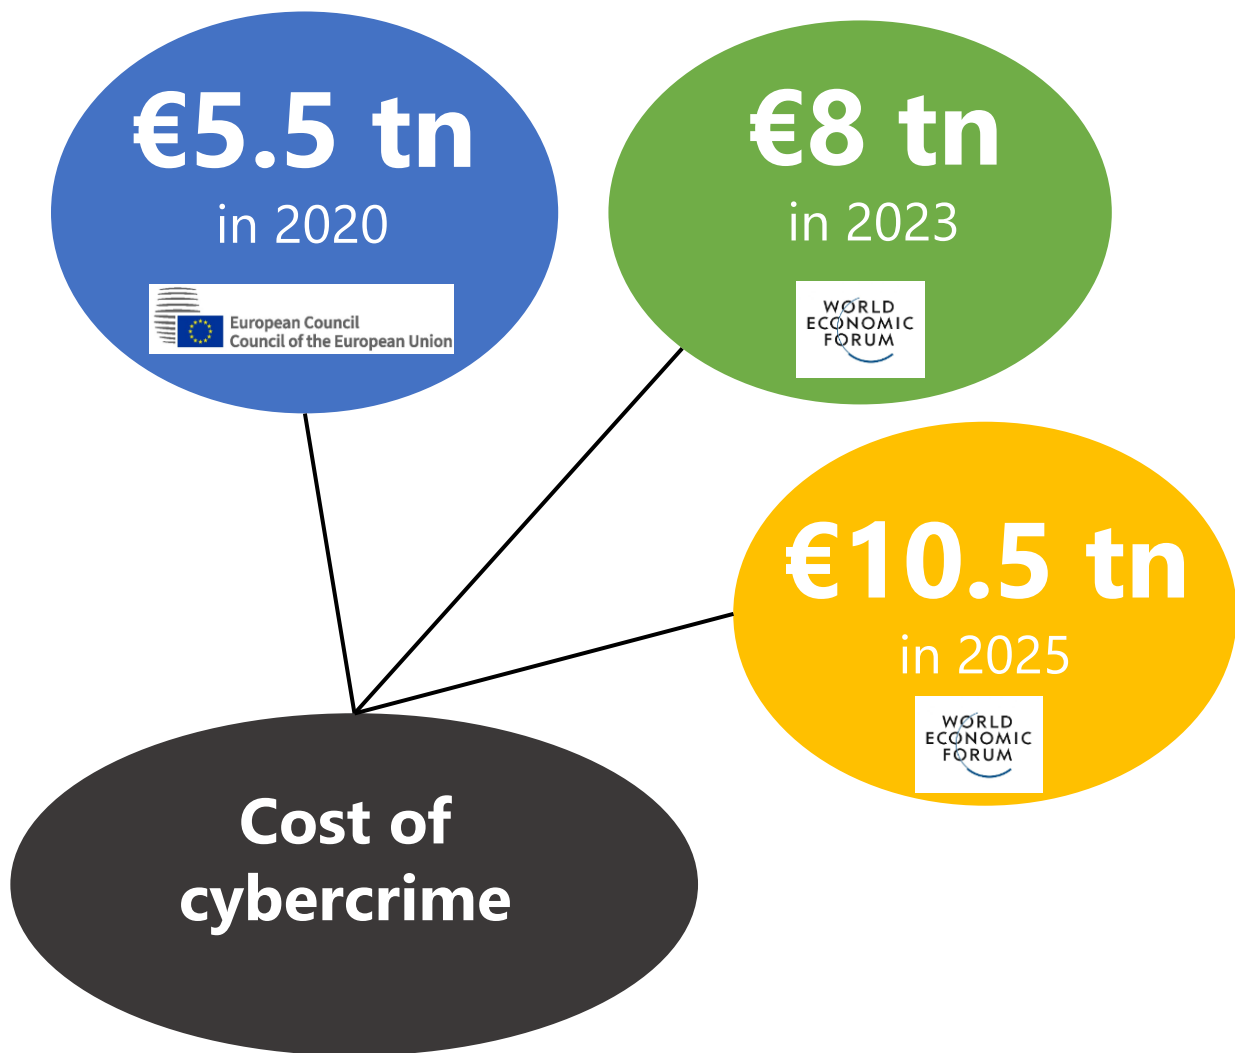 €5.5 tn
in 2020
European Council
Council of the European Union
€8 tn
in 2023
WORLD
ECONOMIC
FORUM
€10.5 tn
in 2025
WORLD
ECONOMIC
FORUM
Cost of
cybercrime